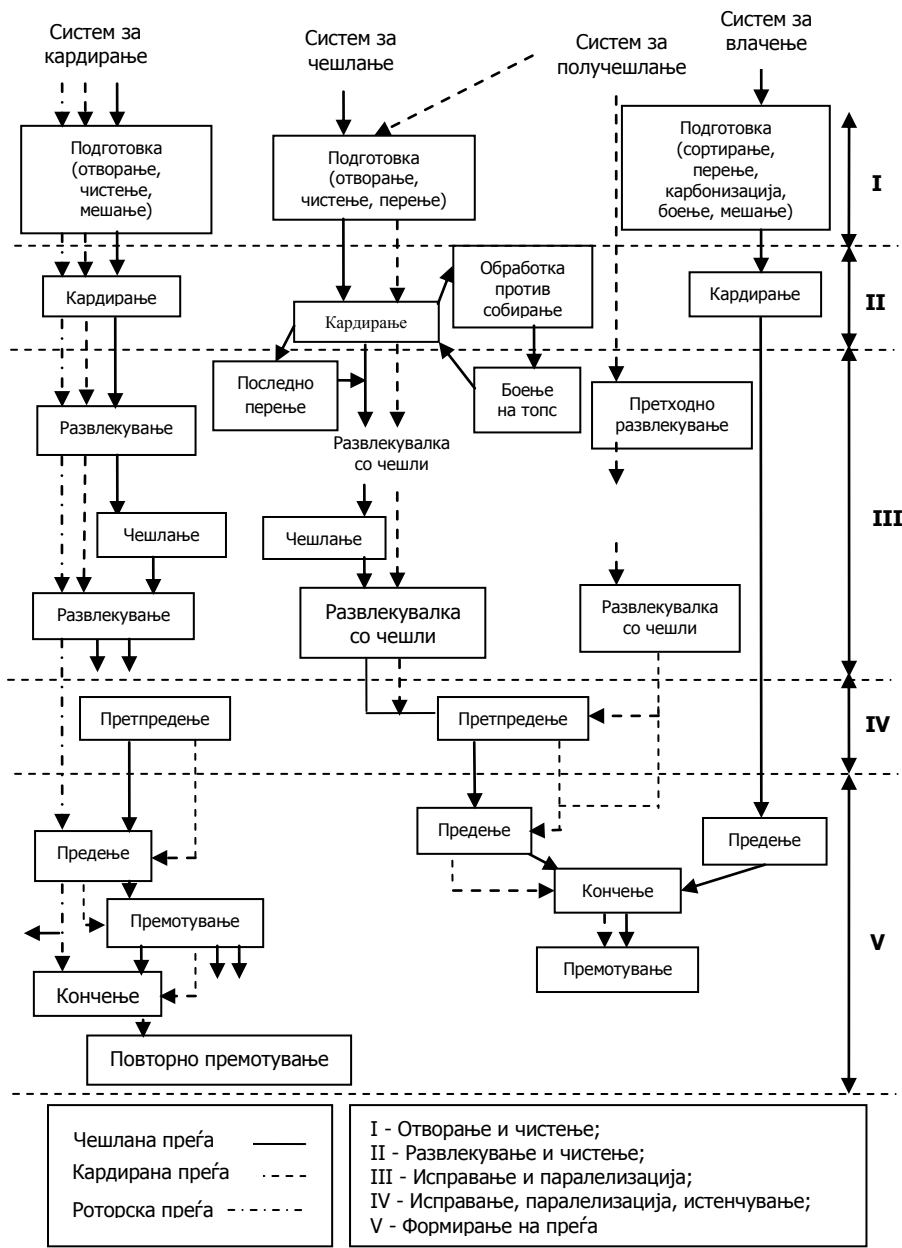 Систем за
кардирање
Систем за
чешлање
Систем за
получешлање
Систем за
влачење
Подготовка
(отворање,
чистење,
мешање)
Подготовка
(отворање,
чистење, перење)
Подготовка
(сортирање,
перење,
карбонизација,
боење, мешање)
I
Кардирање
Кардирање
Обработка
против
собирање
Кардирање
II
Последно
перење
Боење
на топс
Претходно
развлекување
Развлекување
Развлекувалка
со чешли
Чешлање
Чешлање
III
Развлекување
Развлекувалка
со чешли
Развлекувалка
со чешли
Претпредење
Претпредење
IV
Предење
Предење
Предење
Премотување
Кончење
Премотување
V
Кончење
Повторно премотување
Чешлана преѓа
Кардирана преѓа
Роторска преѓа
I - Отворање и чистење;
II - Развлекување и чистење;
III - Исправање и паралелизација;
IV - Исправање, паралелизација, истенчување;
V - Формирање на преѓа